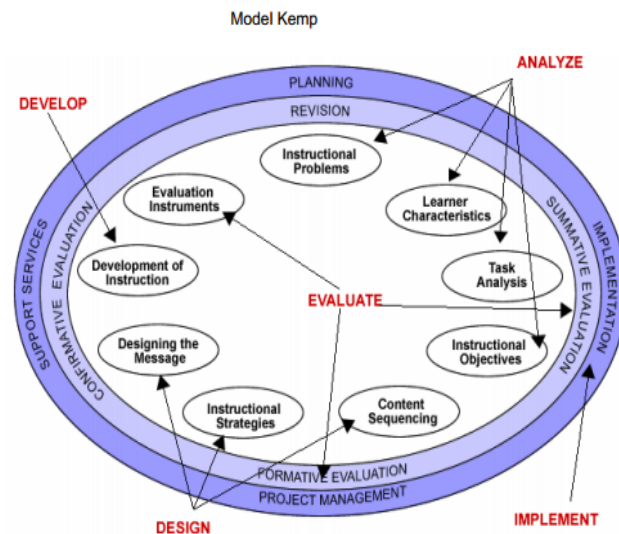 Model Kemp
ANALYZE
DEVELOP
PLANNING
REVISION
Instructional
Problems
Evaluation
Instruments
Learner
Characteristics
SUPPORT SERVICES
CONFIRMATIVE EVALUATION
SUMMATIVE EVALUATION
IMPLEMENTATION
Development of
Instruction
Task
Analysis
EVALUATE
Designing the
Message
Instructional
Objectives
Instructional
Strategies
Content
Sequencing
FORMATIVE EVALUATION
PROJECT MANAGEMENT
DESIGN
IMPLEMENT